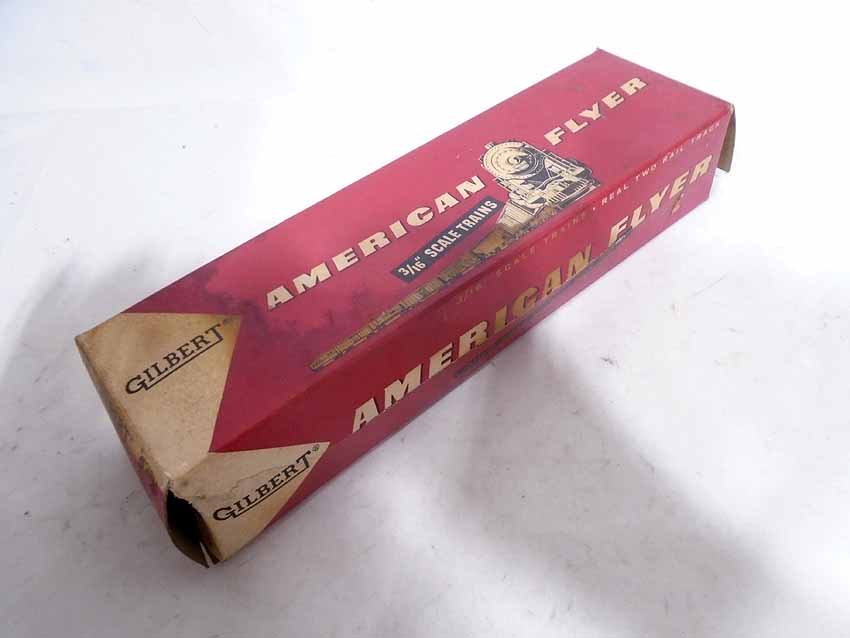 AMERICAN FLYER
3/16" SCALE TRAINS
GILBERT
3/16" SCALE TRAINS • REAL TWO RAIL TRACK
AMERICAN FLYER
GILBERT®